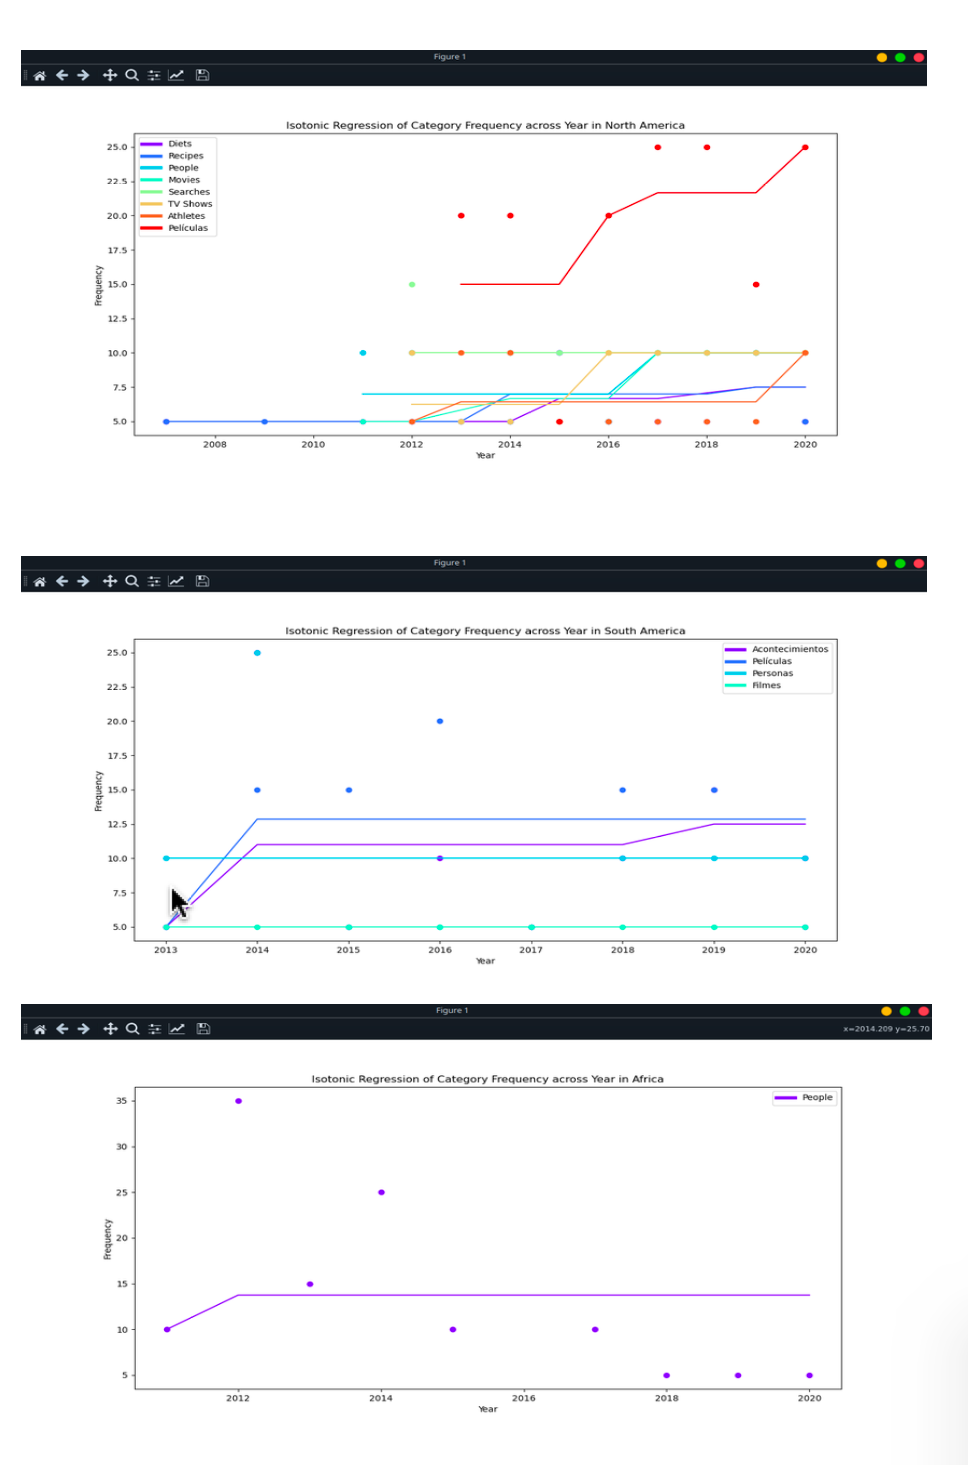 Figure 1
Isotonic Regression of Category Frequency across Year in North America
Diets
Recipes
People
Movies
Searches
TV Shows
Athletes
Películas
25.0
22.5
20.0
17.5
15.0
12.5
10.0
7.5
5.0
Frequency
2008 2010 2012 2014 2016 2018 2020
Year
Figure 1
Isotonic Regression of Category Frequency across Year in South America
Acontecimientos
Películas
Personas
Filmes
25.0
22.5
20.0
17.5
15.0
12.5
10.0
7.5
5.0
Frequency
2013 2014 2015 2016 2017 2018 2019 2020
Year
Figure 1
x=2014.209 y=25.70
Isotonic Regression of Category Frequency across Year in Africa
People
35
30
25
20
15
10
5
Frequency
2012 2014 2016 2018 2020
Year